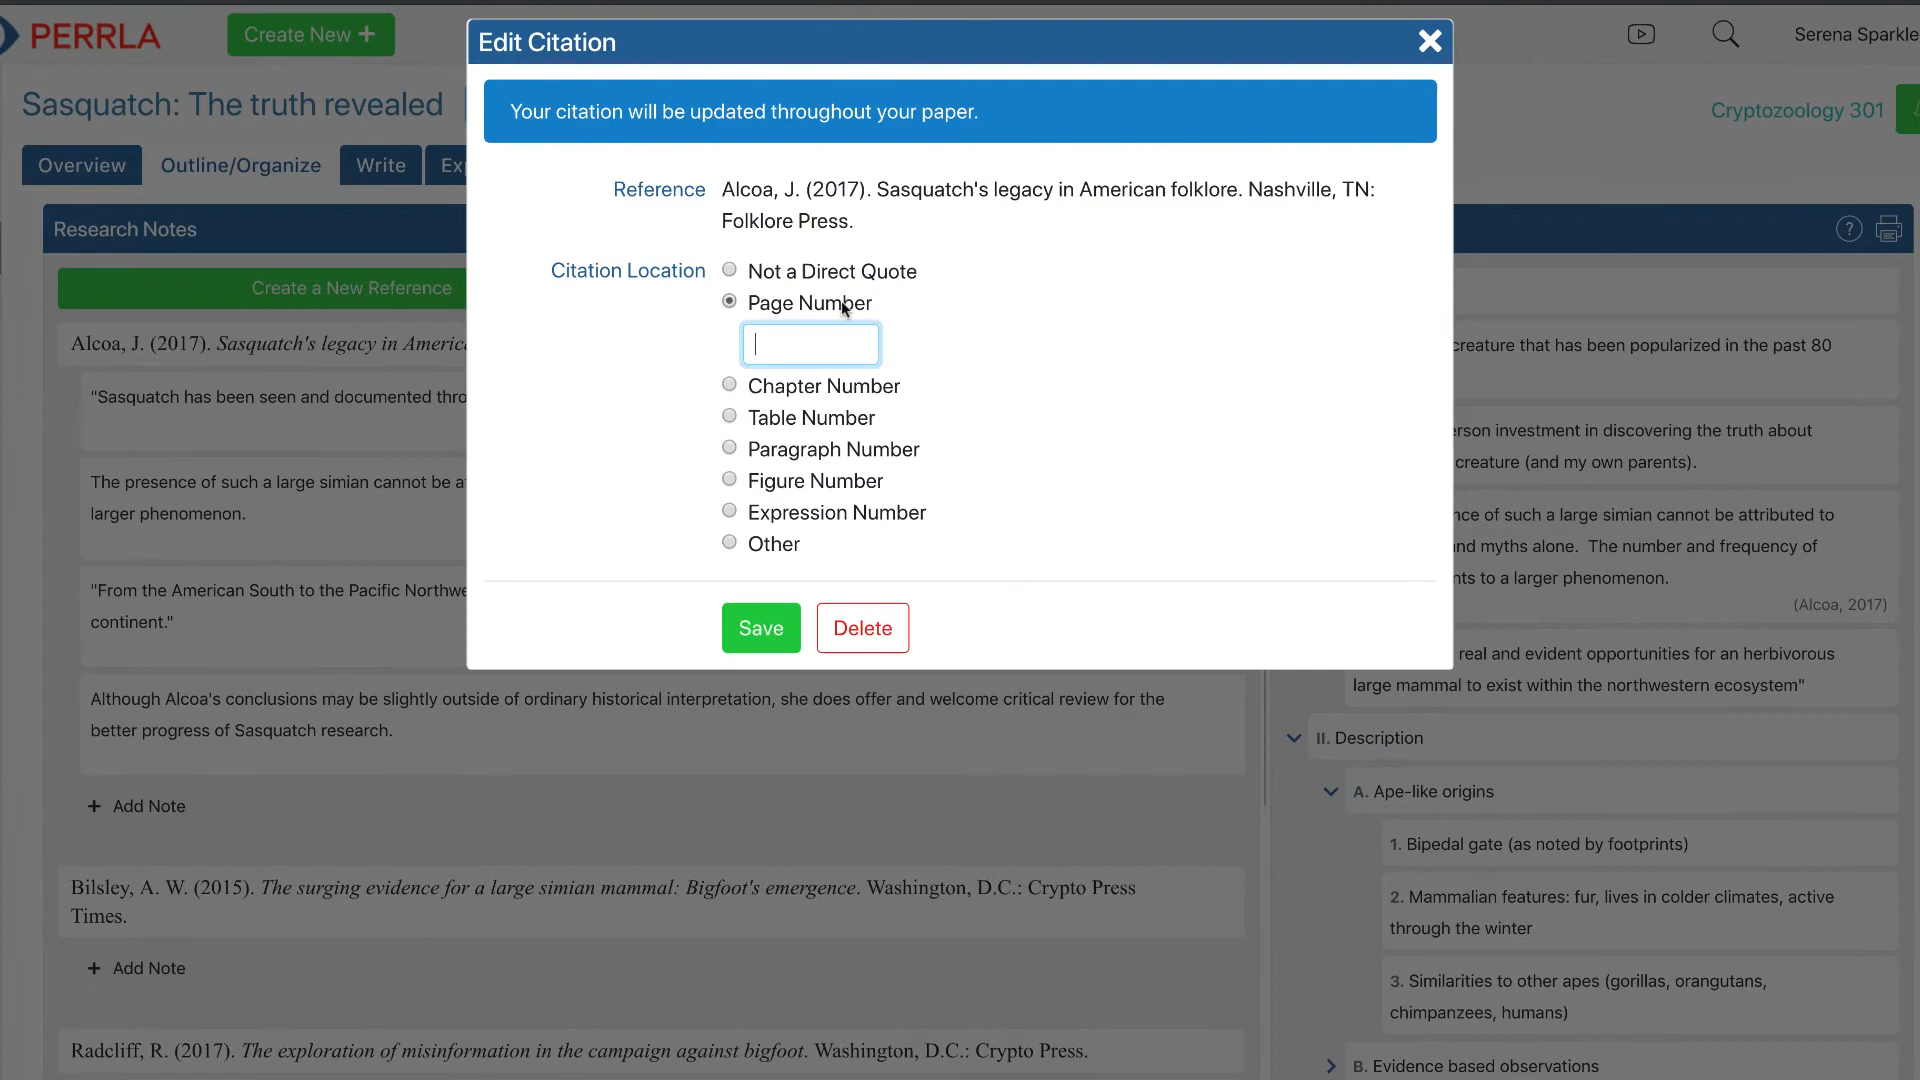 PERRLA
Create New +
Serena Sparkle
Sasquatch: The truth revealed
Cryptozoology 301
Overview
Outline/Organize
Write
Edit Citation
Your citation will be updated throughout your paper.
Reference
Alcoa, J. (2017). Sasquatch's legacy in American folklore. Nashville, TN:
Folklore Press.
Citation Location
Not a Direct Quote
Page Number
Chapter Number
Table Number
Paragraph Number
Figure Number
Expression Number
Other
Save
Delete
Research Notes
Create a New Reference
Alcoa, J. (2017). Sasquatch's legacy in
"Sasquatch has been seen and documented
The presence of such a large simian cannot be
larger phenomenon.
"From the American South to the Pacific
continent."
Although Alcoa's conclusions may be slightly outside of ordinary historical interpretation, she does offer and welcome critical review for the
better progress of Sasquatch research.
+ Add Note
Bilsley, A. W. (2015). The surging evidence for a large simian mammal: Bigfoot's emergence. Washington, D.C.: Crypto Press
Times.
+ Add Note
Radcliff, R. (2017). The exploration of misinformation in the campaign against bigfoot. Washington, D.C.: Crypto Press.
?
creature that has been popularized in the past 80
investment in discovering the truth about
creature (and my own parents).
of such a large simian cannot be attributed to
myths alone. The number and frequency of
to a larger phenomenon.
(Alcoa, 2017)
real and evident opportunities for an herbivorous
large mammal to exist within the northwestern ecosystem"
II. Description
A. Ape-like origins
1. Bipedal gate (as noted by footprints)
2. Mammalian features: fur, lives in colder climates, active
through the winter
3. Similarities to other apes (gorillas, orangutans,
chimpanzees, humans)
B. Evidence based observations